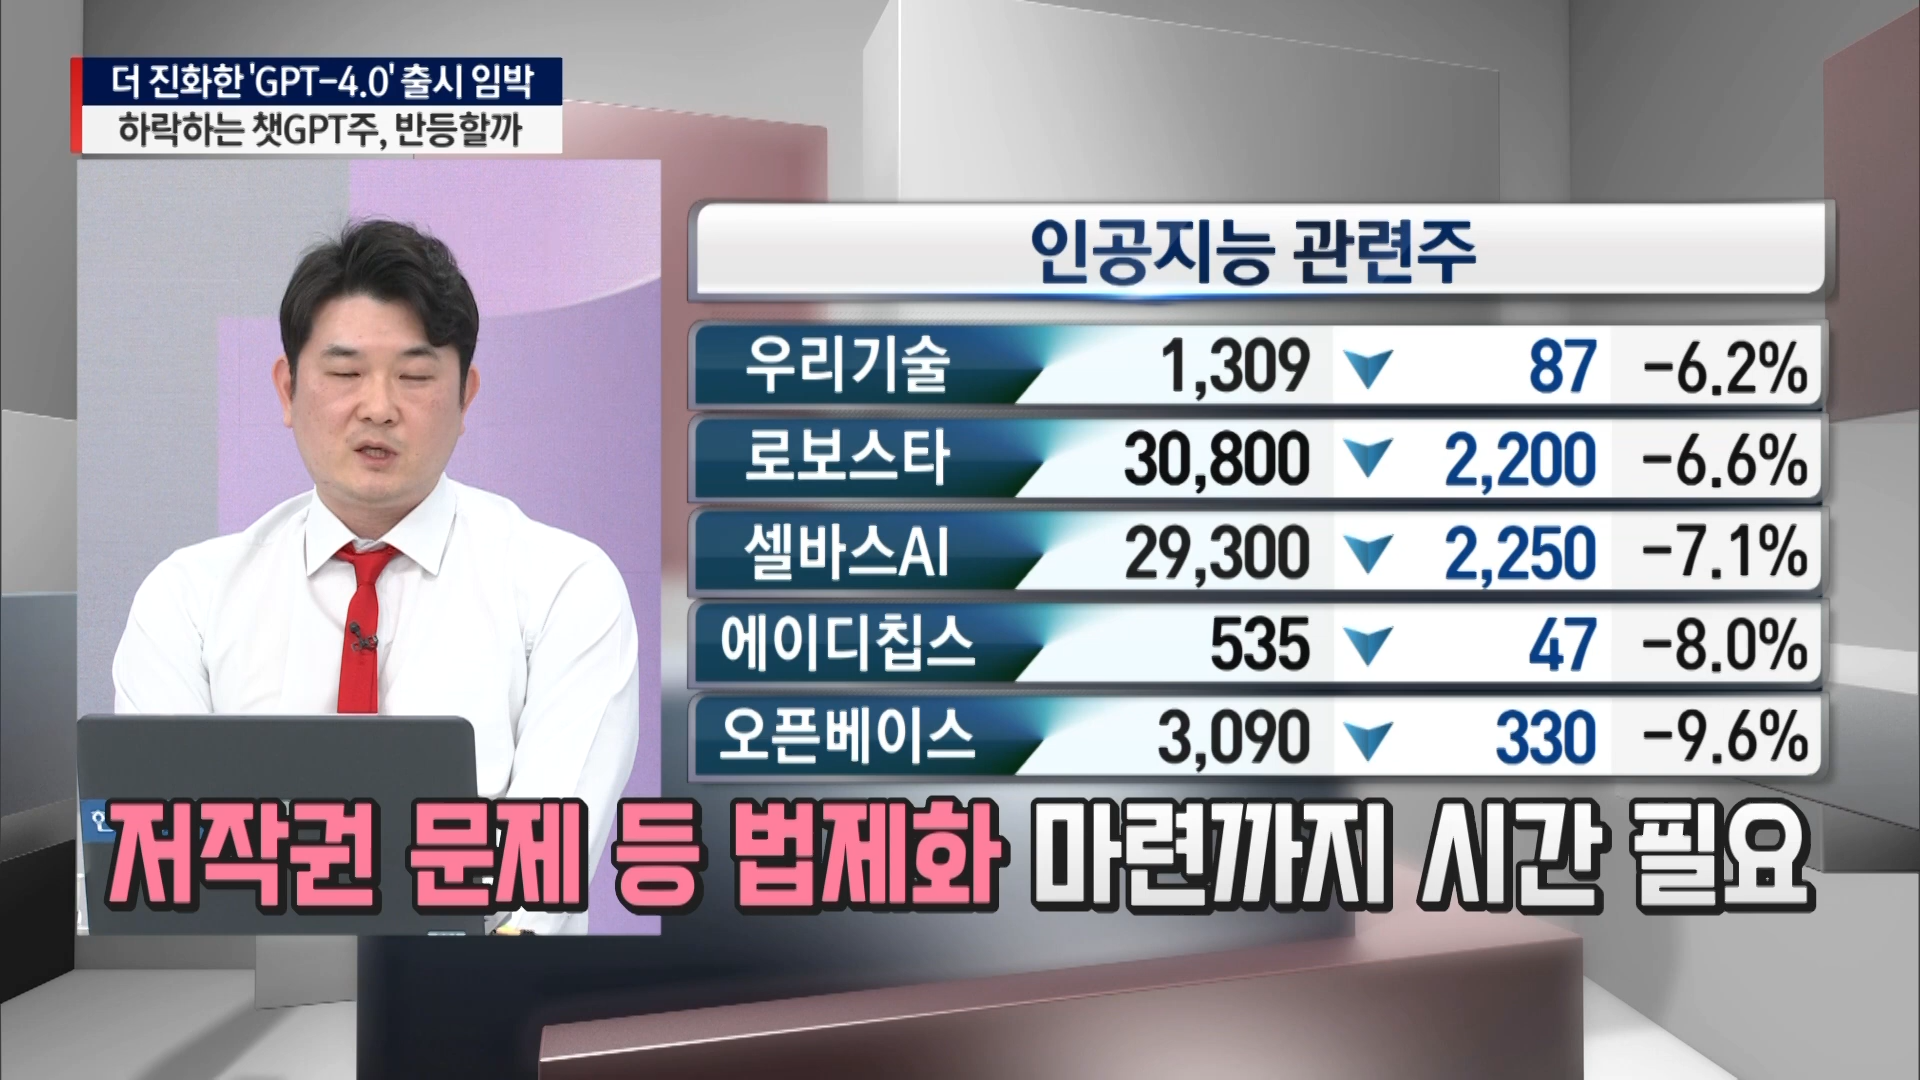 더 진화한 'GPT-4.0' 출시 임박
하락하는 챗GPT주, 반등할까
인공지능 관련주
우리기술 1,309 ▼ 87 -6.2%
로보스타 30,800 ▼ 2,200 -6.6%
셀바스AI 29,300 ▼ 2,250 -7.1%
에이디칩스 535 ▼ 47 -8.0%
오픈베이스 3,090 ▼ 330 -9.6%
저작권 문제 등 법제화 마련까지 시간 필요